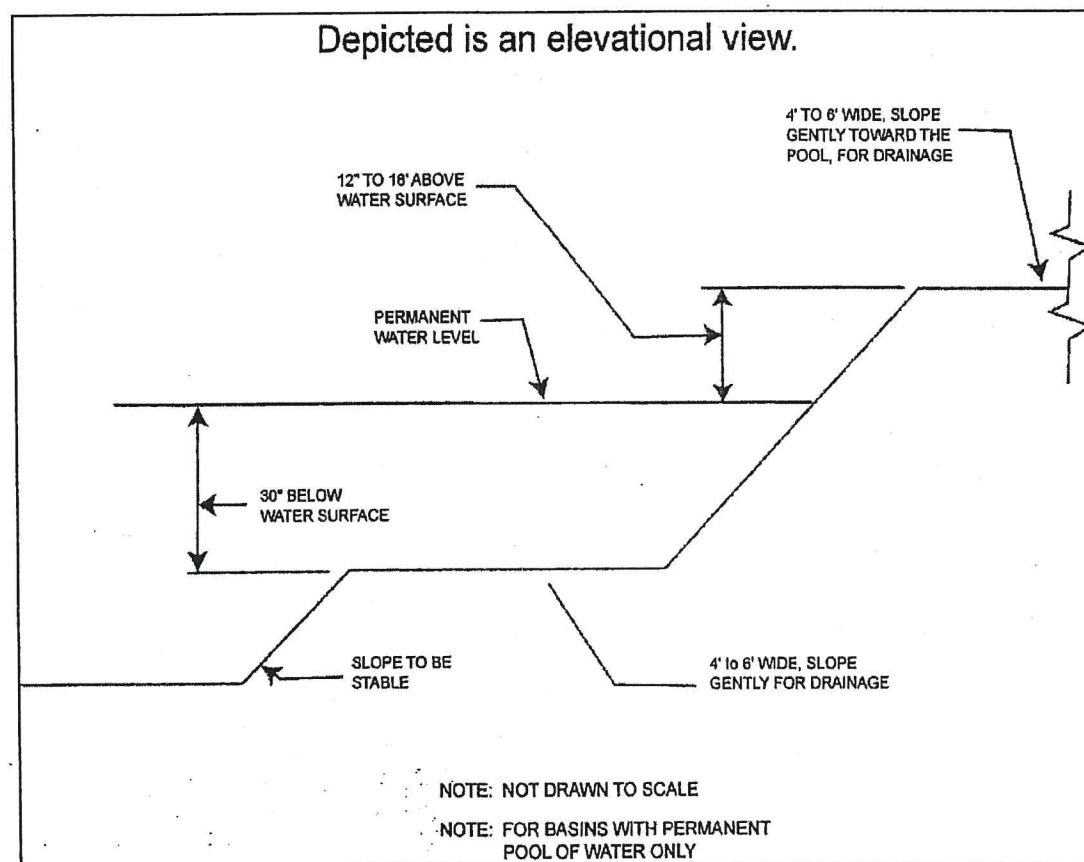 Depicted is an elevational view.
4' TO 6' WIDE, SLOPE
GENTLY TOWARD THE
POOL, FOR DRAINAGE
12" TO 18' ABOVE
WATER SURFACE
PERMANENT
WATER LEVEL
30" BELOW
WATER SURFACE
SLOPE TO BE
STABLE
4' to 6' WIDE, SLOPE
GENTLY FOR DRAINAGE
NOTE: NOT DRAWN TO SCALE
NOTE: FOR BASINS WITH PERMANENT
POOL OF WATER ONLY